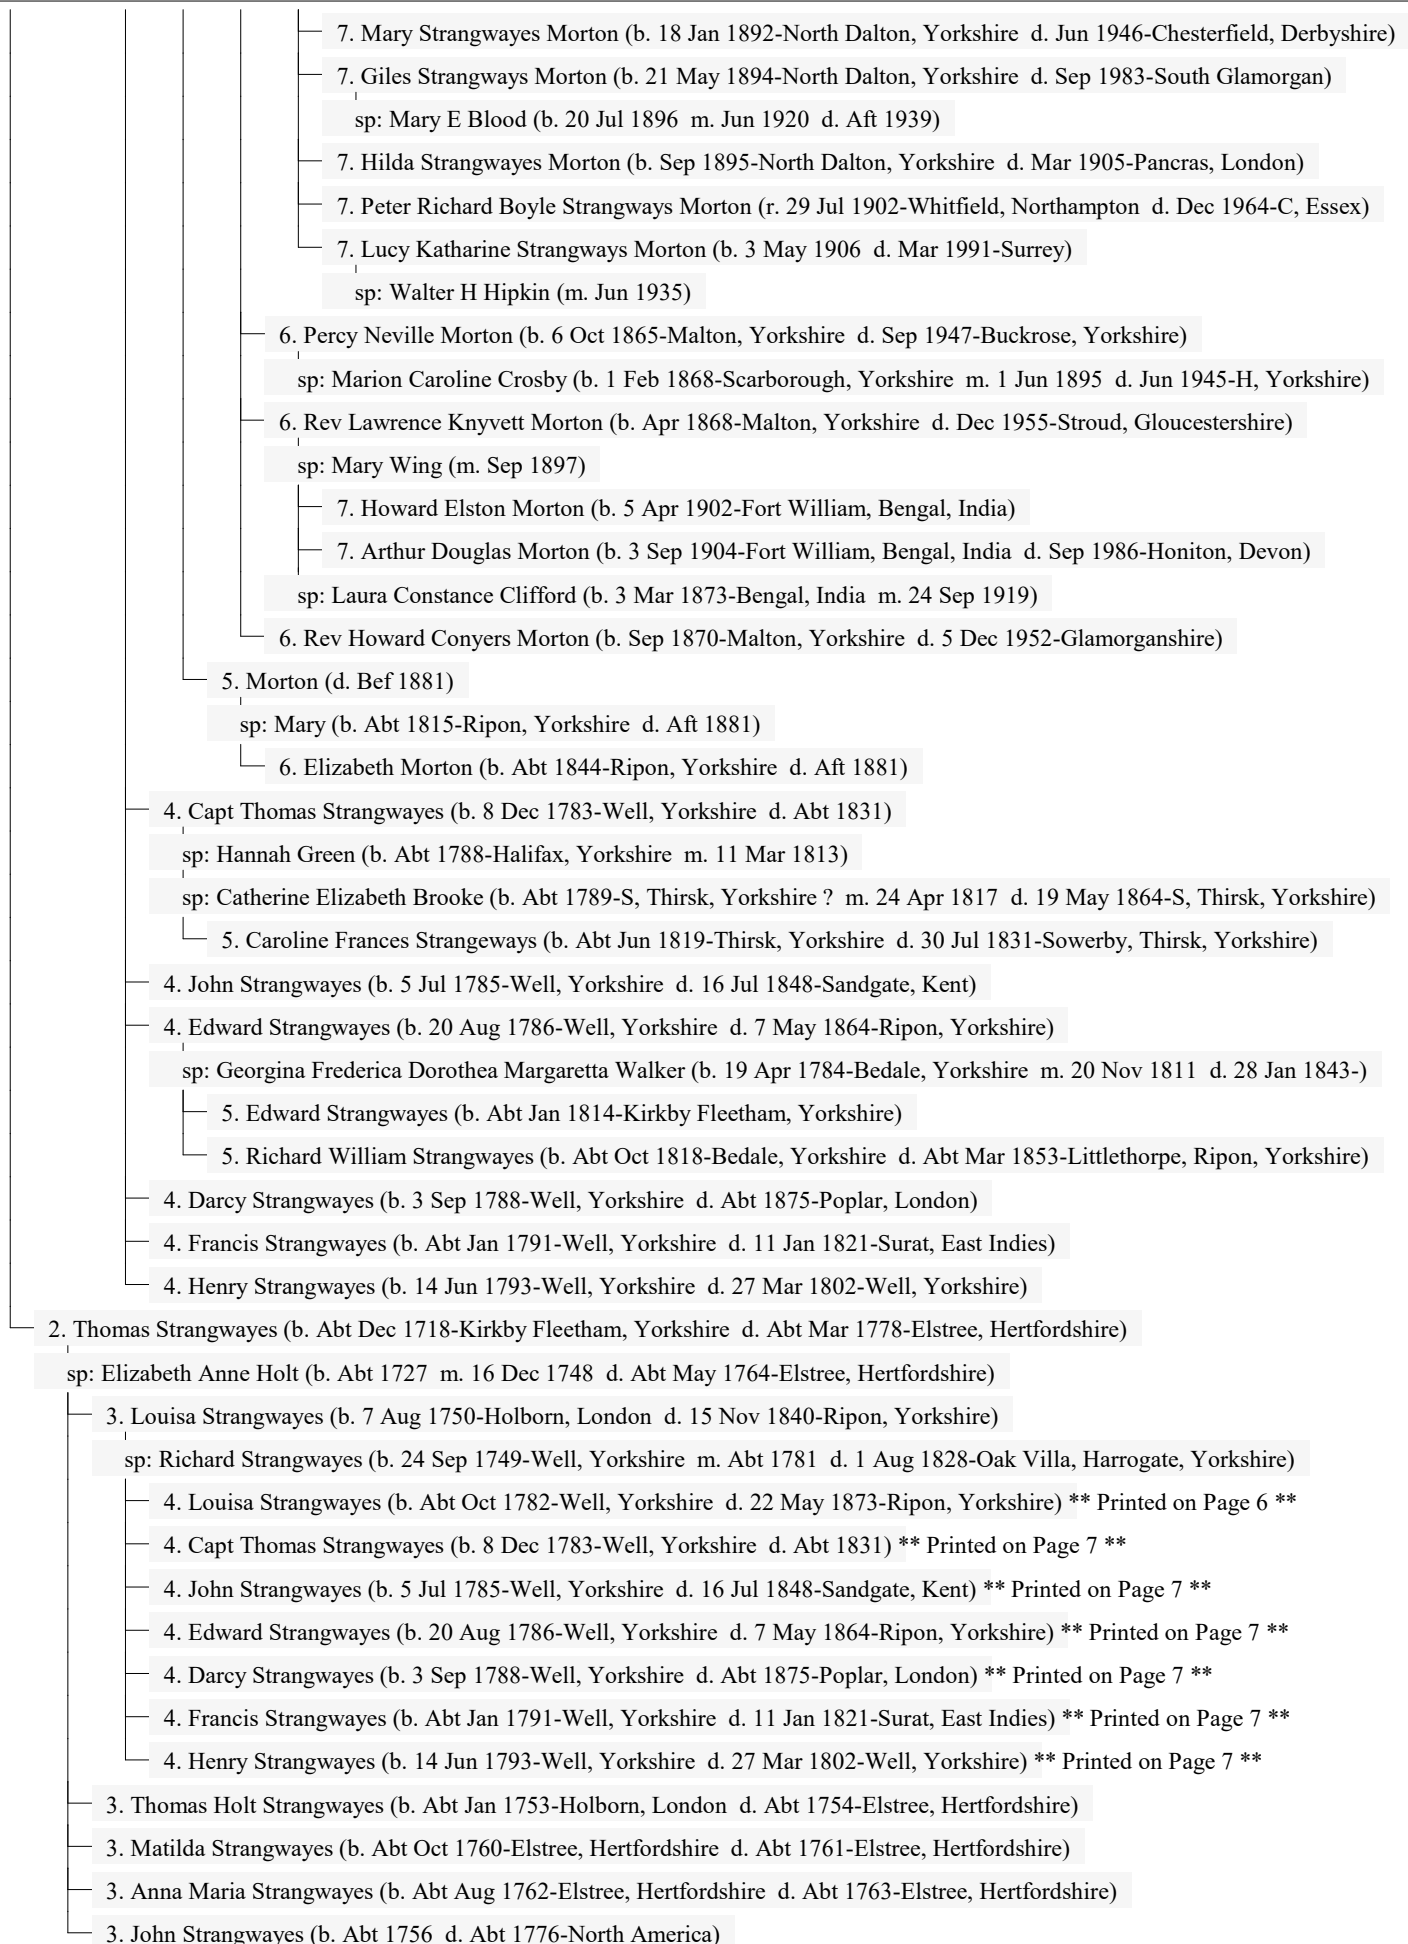 7. Mary Strangwayes Morton (b. 18 Jan 1892-North Dalton, Yorkshire d. Jun 1946-Chesterfield, Derbyshire)
7. Giles Strangways Morton (b. 21 May 1894-North Dalton, Yorkshire d. Sep 1983-South Glamorgan)
sp: Mary E Blood (b. 20 Jul 1896 m. Jun 1920 d. Aft 1939)
7. Hilda Strangwayes Morton (b. Sep 1895-North Dalton, Yorkshire d. Mar 1905-Pancras, London)
7. Peter Richard Boyle Strangways Morton (r. 29 Jul 1902-Whitfield, Northampton d. Dec 1964-C, Essex)
7. Lucy Katharine Strangways Morton (b. 3 May 1906 d. Mar 1991-Surrey)
sp: Walter H Hipkin (m. Jun 1935)
6. Percy Neville Morton (b. 6 Oct 1865-Malton, Yorkshire d. Sep 1947-Buckrose, Yorkshire)
sp: Marion Caroline Crosby (b. 1 Feb 1868-Scarborough, Yorkshire m. 1 Jun 1895 d. Jun 1945-H, Yorkshire)
6. Rev Lawrence Knyvett Morton (b. Apr 1868-Malton, Yorkshire d. Dec 1955-Stroud, Gloucestershire)
sp: Mary Wing (m. Sep 1897)
7. Howard Elston Morton (b. 5 Apr 1902-Fort William, Bengal, India)
7. Arthur Douglas Morton (b. 3 Sep 1904-Fort William, Bengal, India d. Sep 1986-Honiton, Devon)
sp: Laura Constance Clifford (b. 3 Mar 1873-Bengal, India m. 24 Sep 1919)
6. Rev Howard Conyers Morton (b. Sep 1870-Malton, Yorkshire d. 5 Dec 1952-Glamorganshire)
5. Morton (d. Bef 1881)
sp: Mary (b. Abt 1815-Ripon, Yorkshire d. Aft 1881)
6. Elizabeth Morton (b. Abt 1844-Ripon, Yorkshire d. Aft 1881)
4. Capt Thomas Strangwayes (b. 8 Dec 1783-Well, Yorkshire d. Abt 1831)
sp: Hannah Green (b. Abt 1788-Halifax, Yorkshire m. 11 Mar 1813)
sp: Catherine Elizabeth Brooke (b. Abt 1789-S, Thirsk, Yorkshire ? m. 24 Apr 1817 d. 19 May 1864-S, Thirsk, Yorkshire)
5. Caroline Frances Strangeways (b. Abt Jun 1819-Thirsk, Yorkshire d. 30 Jul 1831-Sowerby, Thirsk, Yorkshire)
4. John Strangwayes (b. 5 Jul 1785-Well, Yorkshire d. 16 Jul 1848-Sandgate, Kent)
4. Edward Strangwayes (b. 20 Aug 1786-Well, Yorkshire d. 7 May 1864-Ripon, Yorkshire)
sp: Georgina Frederica Dorothea Margaretta Walker (b. 19 Apr 1784-Bedale, Yorkshire m. 20 Nov 1811 d. 28 Jan 1843-)
5. Edward Strangwayes (b. Abt Jan 1814-Kirkby Fleetham, Yorkshire)
5. Richard William Strangwayes (b. Abt Oct 1818-Bedale, Yorkshire d. Abt Mar 1853-Littlethorpe, Ripon, Yorkshire)
4. Darcy Strangwayes (b. 3 Sep 1788-Well, Yorkshire d. Abt 1875-Poplar, London)
4. Francis Strangwayes (b. Abt Jan 1791-Well, Yorkshire d. 11 Jan 1821-Surat, East Indies)
4. Henry Strangwayes (b. 14 Jun 1793-Well, Yorkshire d. 27 Mar 1802-Well, Yorkshire)
2. Thomas Strangwayes (b. Abt Dec 1718-Kirkby Fleetham, Yorkshire d. Abt Mar 1778-Elstree, Hertfordshire)
sp: Elizabeth Anne Holt (b. Abt 1727 m. 16 Dec 1748 d. Abt May 1764-Elstree, Hertfordshire)
3. Louisa Strangwayes (b. 7 Aug 1750-Holborn, London d. 15 Nov 1840-Ripon, Yorkshire)
sp: Richard Strangwayes (b. 24 Sep 1749-Well, Yorkshire m. Abt 1781 d. 1 Aug 1828-Oak Villa, Harrogate, Yorkshire)
4. Louisa Strangwayes (b. Abt Oct 1782-Well, Yorkshire d. 22 May 1873-Ripon, Yorkshire) ** Printed on Page 6 **
4. Capt Thomas Strangwayes (b. 8 Dec 1783-Well, Yorkshire d. Abt 1831) ** Printed on Page 7 **
4. John Strangwayes (b. 5 Jul 1785-Well, Yorkshire d. 16 Jul 1848-Sandgate, Kent) ** Printed on Page 7 **
4. Edward Strangwayes (b. 20 Aug 1786-Well, Yorkshire d. 7 May 1864-Ripon, Yorkshire) ** Printed on Page 7 **
4. Darcy Strangwayes (b. 3 Sep 1788-Well, Yorkshire d. Abt 1875-Poplar, London) ** Printed on Page 7 **
4. Francis Strangwayes (b. Abt Jan 1791-Well, Yorkshire d. 11 Jan 1821-Surat, East Indies) ** Printed on Page 7 **
4. Henry Strangwayes (b. 14 Jun 1793-Well, Yorkshire d. 27 Mar 1802-Well, Yorkshire) ** Printed on Page 7 **
3. Thomas Holt Strangwayes (b. Abt Jan 1753-Holborn, London d. Abt 1754-Elstree, Hertfordshire)
3. Matilda Strangwayes (b. Abt Oct 1760-Elstree, Hertfordshire d. Abt 1761-Elstree, Hertfordshire)
3. Anna Maria Strangwayes (b. Abt Aug 1762-Elstree, Hertfordshire d. Abt 1763-Elstree, Hertfordshire)
3. John Strangwayes (b. Abt 1756 d. Abt 1776-North America)